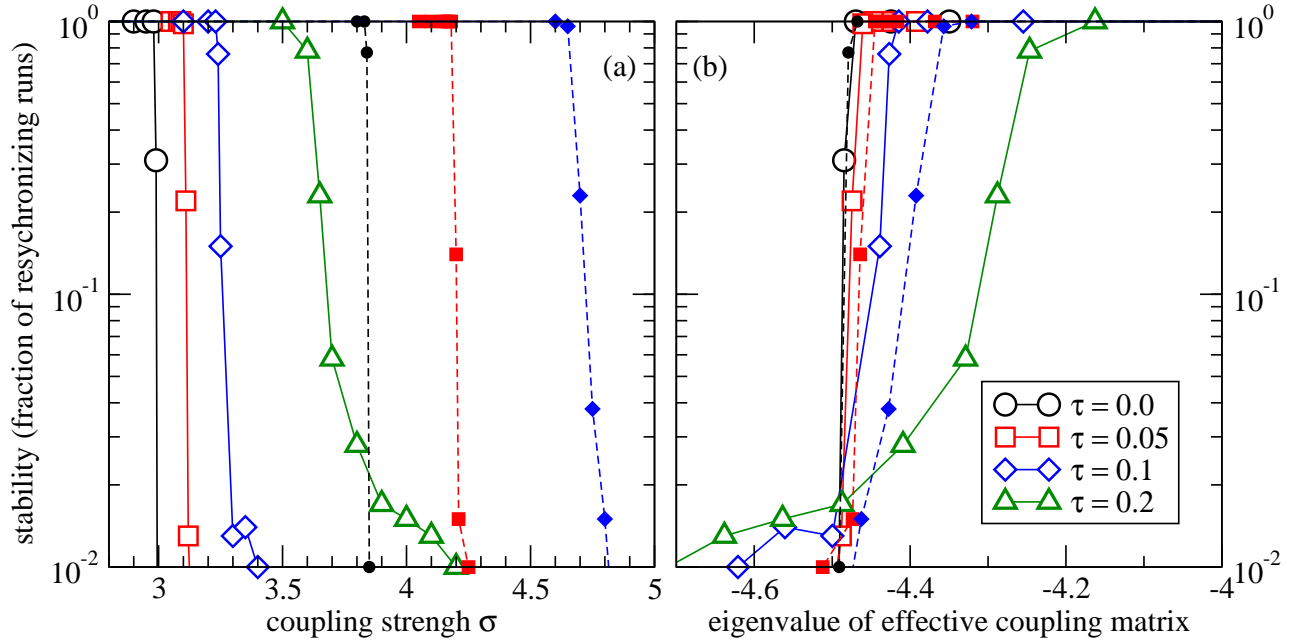 10^0
10^-1
10^-2
stability (fraction of resychronizing runs)
(a)
3
3.5
4
4.5
5
coupling strengh σ
(b)
10^0
10^-1
10^-2
τ = 0.0
τ = 0.05
τ = 0.1
τ = 0.2
-4.6
-4.4
-4.2
-4
eigenvalue of effective coupling matrix